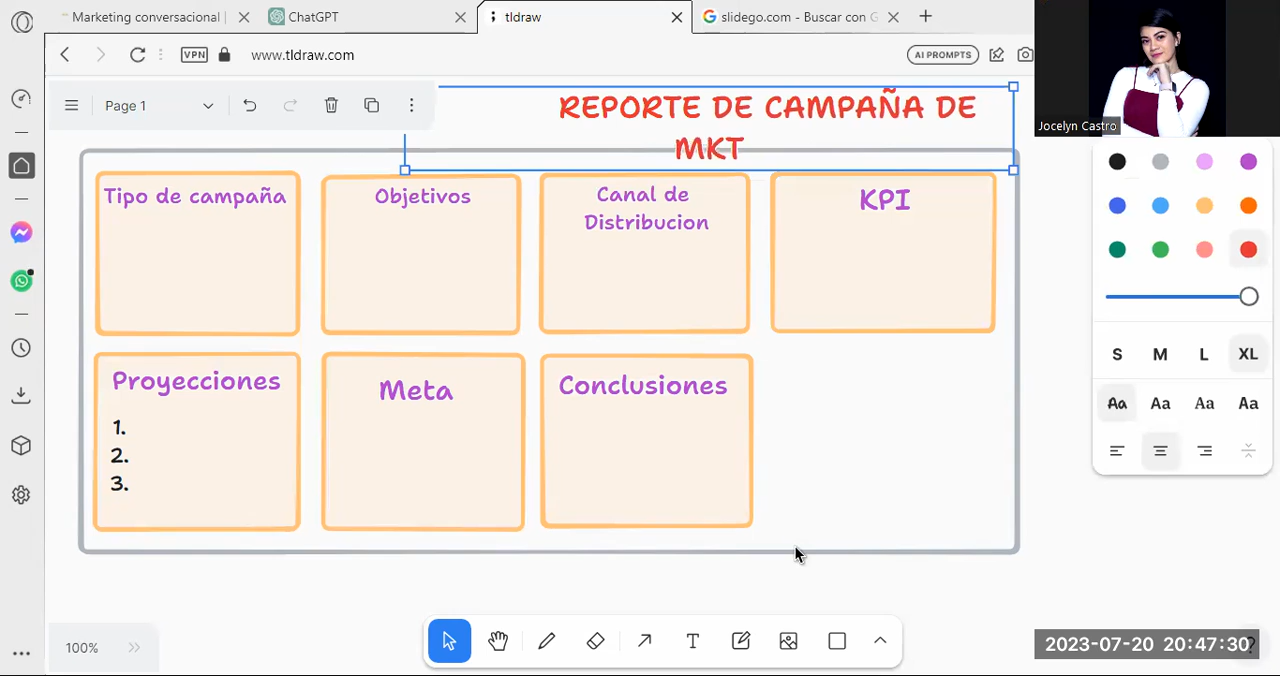 Marketing conversacional
ChatGPT
tldraw
slidego.com - Buscar con G
VPN
www.tldraw.com
AI PROMPTS
Jocelyn Castro
Page 1
REPORTE DE CAMPAÑA DE
MKT
Tipo de campaña
Objetivos
Canal de
Distribucion
KPI
Proyecciones
1.
2.
3.
Meta
Conclusiones
S M L XL
Aa Aa Aa Aa
100%
2023-07-20 20:47:30